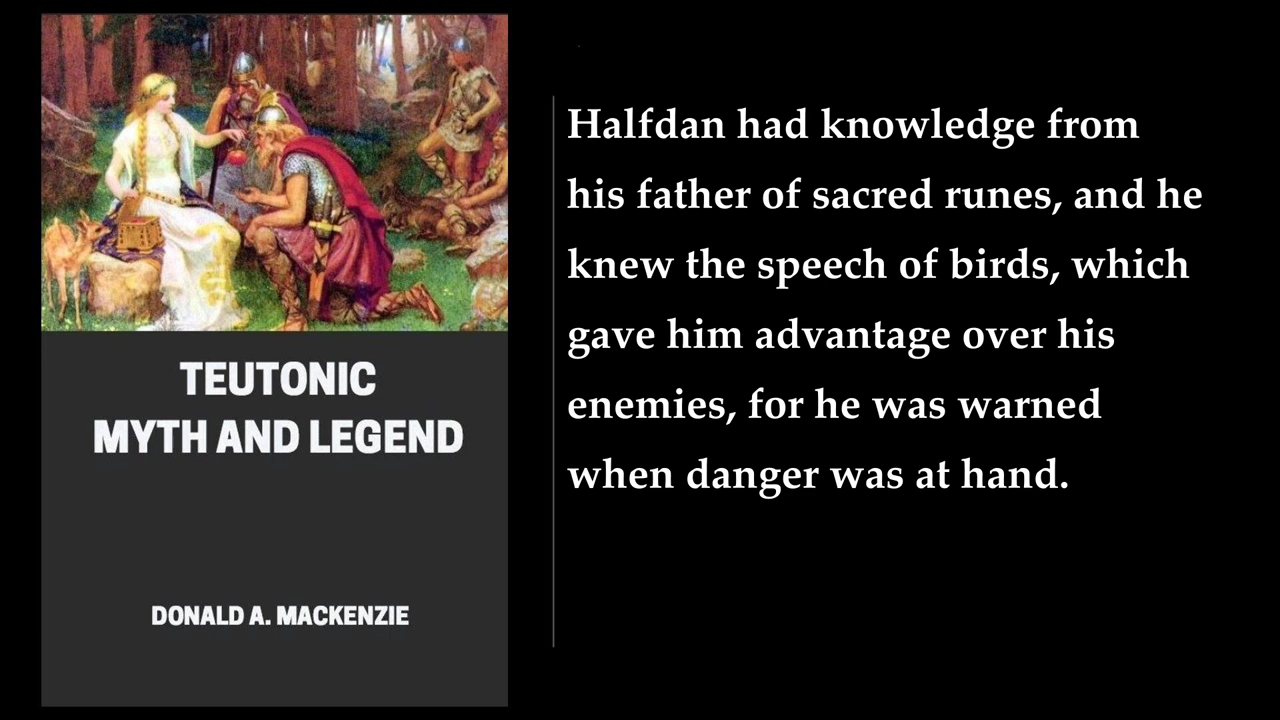 TEUTONIC
MYTH AND LEGEND
DONALD A. MACKENZIE
Halfdan had knowledge from
his father of sacred runes, and he
knew the speech of birds, which
gave him advantage over his
enemies, for he was warned
when danger was at hand.